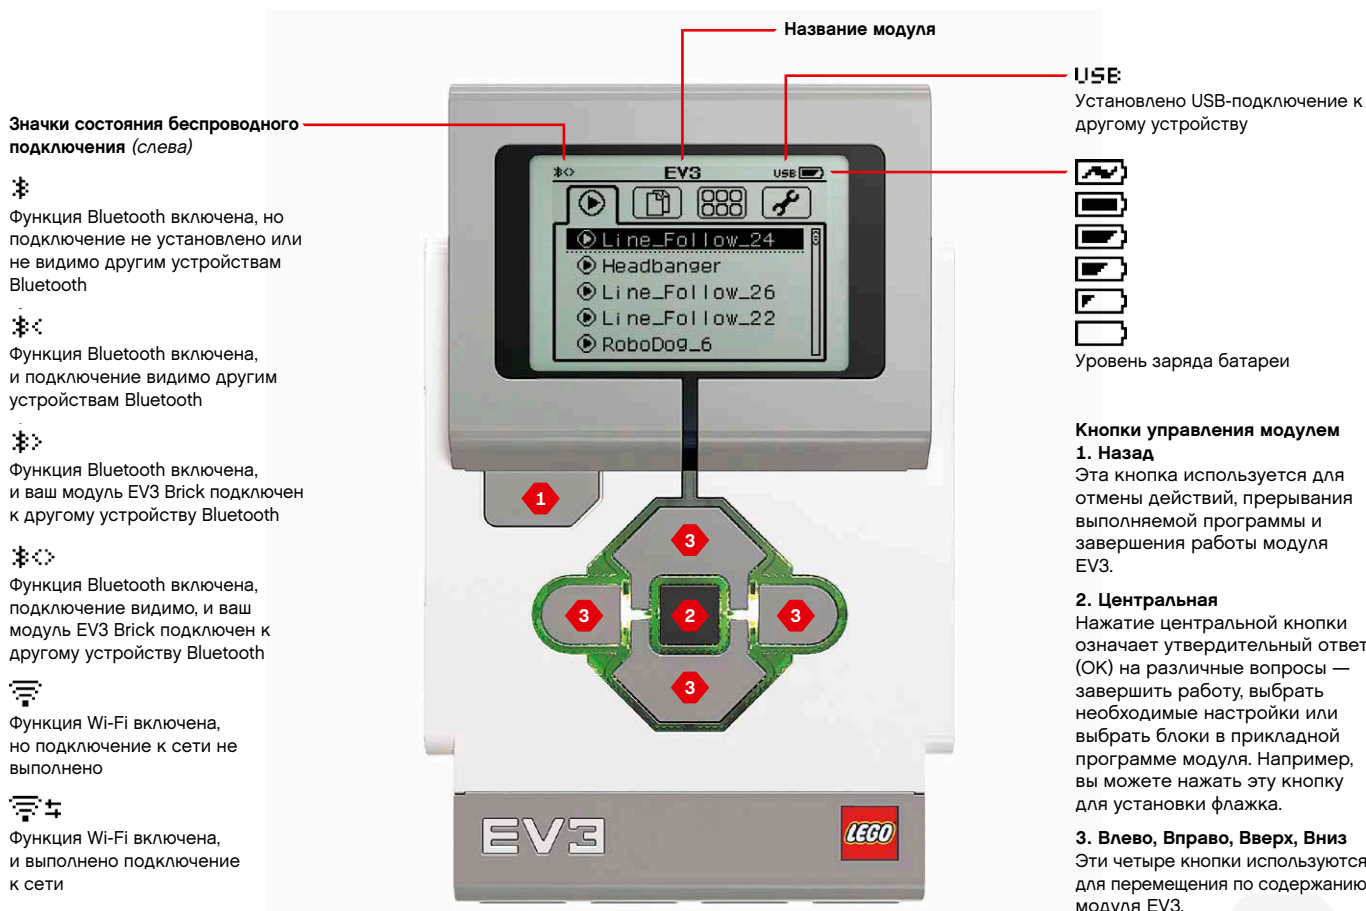 Название модуля
Значки состояния беспроводного
подключения (слева)
Функция Bluetooth включена, но
подключение не установлено или
не видимо другим устройствам
Bluetooth
Функция Bluetooth включена,
и подключение видимо другим
устройствам Bluetooth
Функция Bluetooth включена,
и ваш модуль EV3 Brick подключен
к другому устройству Bluetooth
Функция Bluetooth включена,
подключение видимо, и ваш
модуль EV3 Brick подключен к
другому устройству Bluetooth
Функция Wi-Fi включена,
но подключение к сети не
выполнено
Функция Wi-Fi включена,
и выполнено подключение
к сети
EV3 USB
Line_Follow_24
Headbanger
Line_Follow_26
Line_Follow_22
RoboDog_6
1
3
3 2 3
3
EV3 LEGO
USB
Установлено USB-подключение к
другому устройству
Уровень заряда батареи
Кнопки управления модулем
1. Назад
Эта кнопка используется для
отмены действий, прерывания
выполняемой программы и
завершения работы модуля
EV3.
2. Центральная
Нажатие центральной кнопки
означает утвердительный ответ
(ОК) на различные вопросы —
завершить работу, выбрать
необходимые настройки или
выбрать блоки в прикладной
программе модуля. Например,
вы можете нажать эту кнопку
для установки флажка.
3. Влево, Вправо, Вверх, Вниз
Эти четыре кнопки используются
для перемещения по содержанию
модуля EV3.